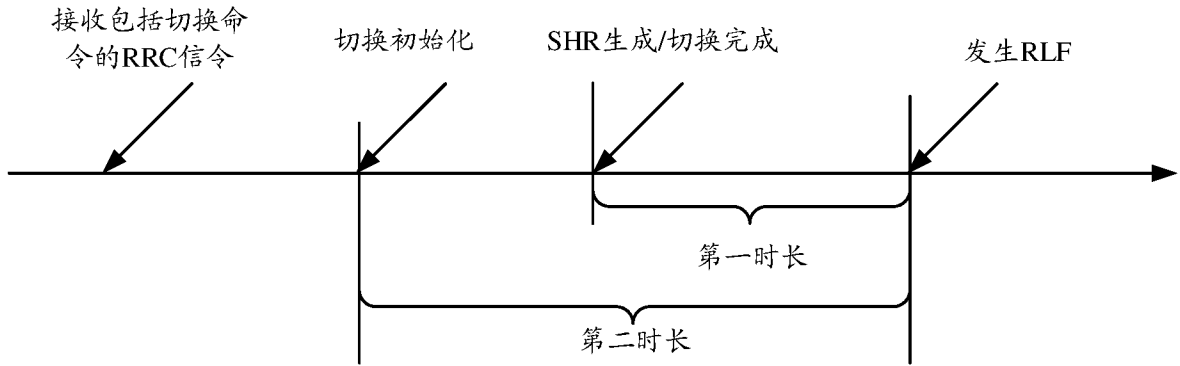 接收包括切换命
令的RRC信令
切换初始化
SHR生成/切换完成
发生RLF
第一时长
第二时长